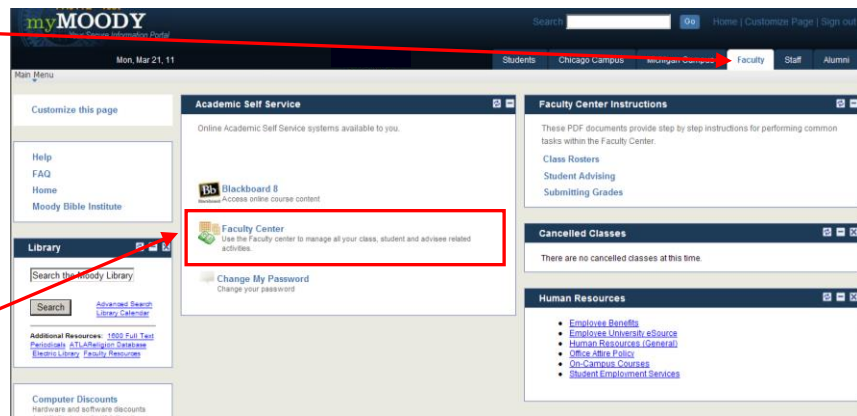 myMOODY
Your Secure Information Portal
Search
Go
Home | Customize Page | Sign out
Mon, Mar 21, 11
Students
Chicago Campus
Michigan Campus
Faculty
Staff
Alumni
Main Menu
Customize this page
Help
FAQ
Home
Moody Bible Institute
Library
Search the Moody Library
Search
Advanced Search
Library Calendar
Additional Resources: 1600 Full Text
Periodicals ATLAReligion Database
Electric Library Faculty Resources
Computer Discounts
Hardware and software discounts
Academic Self Service
Online Academic Self Service systems available to you.
Bb
Blackboard
Blackboard 8
Access online course content
Faculty Center
Use the Faculty center to manage all your class, student and advisee related
activities.
Change My Password
Change your password
Faculty Center Instructions
These PDF documents provide step by step instructions for performing common
tasks within the Faculty Center.
Class Rosters
Student Advising
Submitting Grades
Cancelled Classes
There are no cancelled classes at this time.
Human Resources
Employee Benefits
Employee University eSource
Human Resources (General)
Office Attire Policy
On-Campus Courses
Student Employment Services